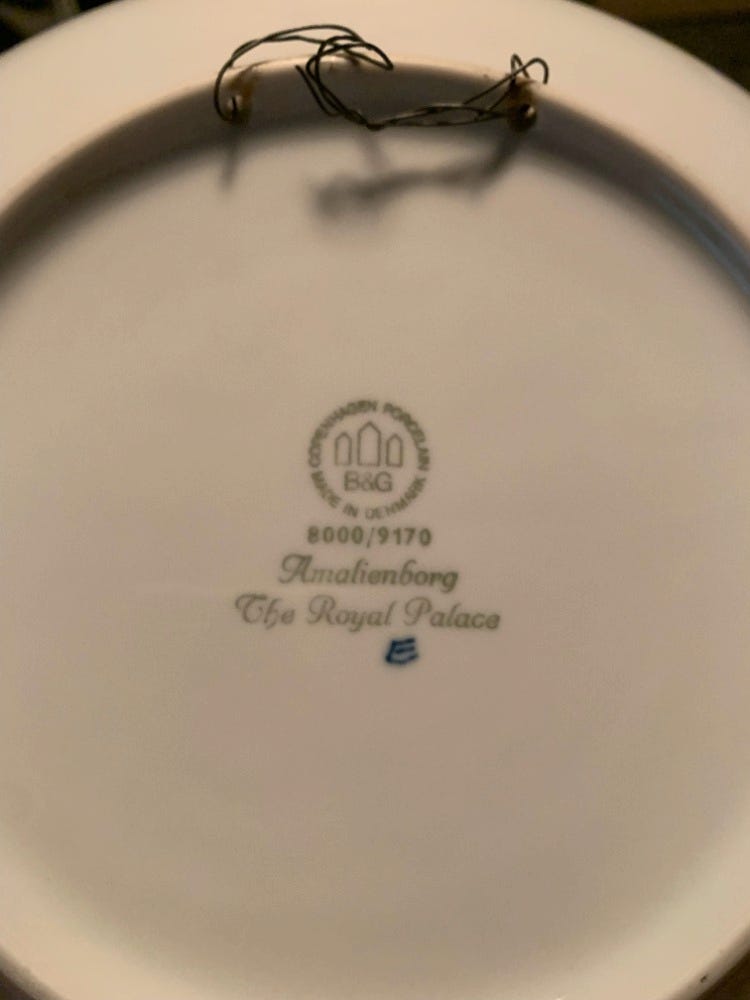 COPENHAGEN PORCELAIN
B&G
MADE IN DENMARK
8000/9170
Amalienborg
The Royal Palace
E